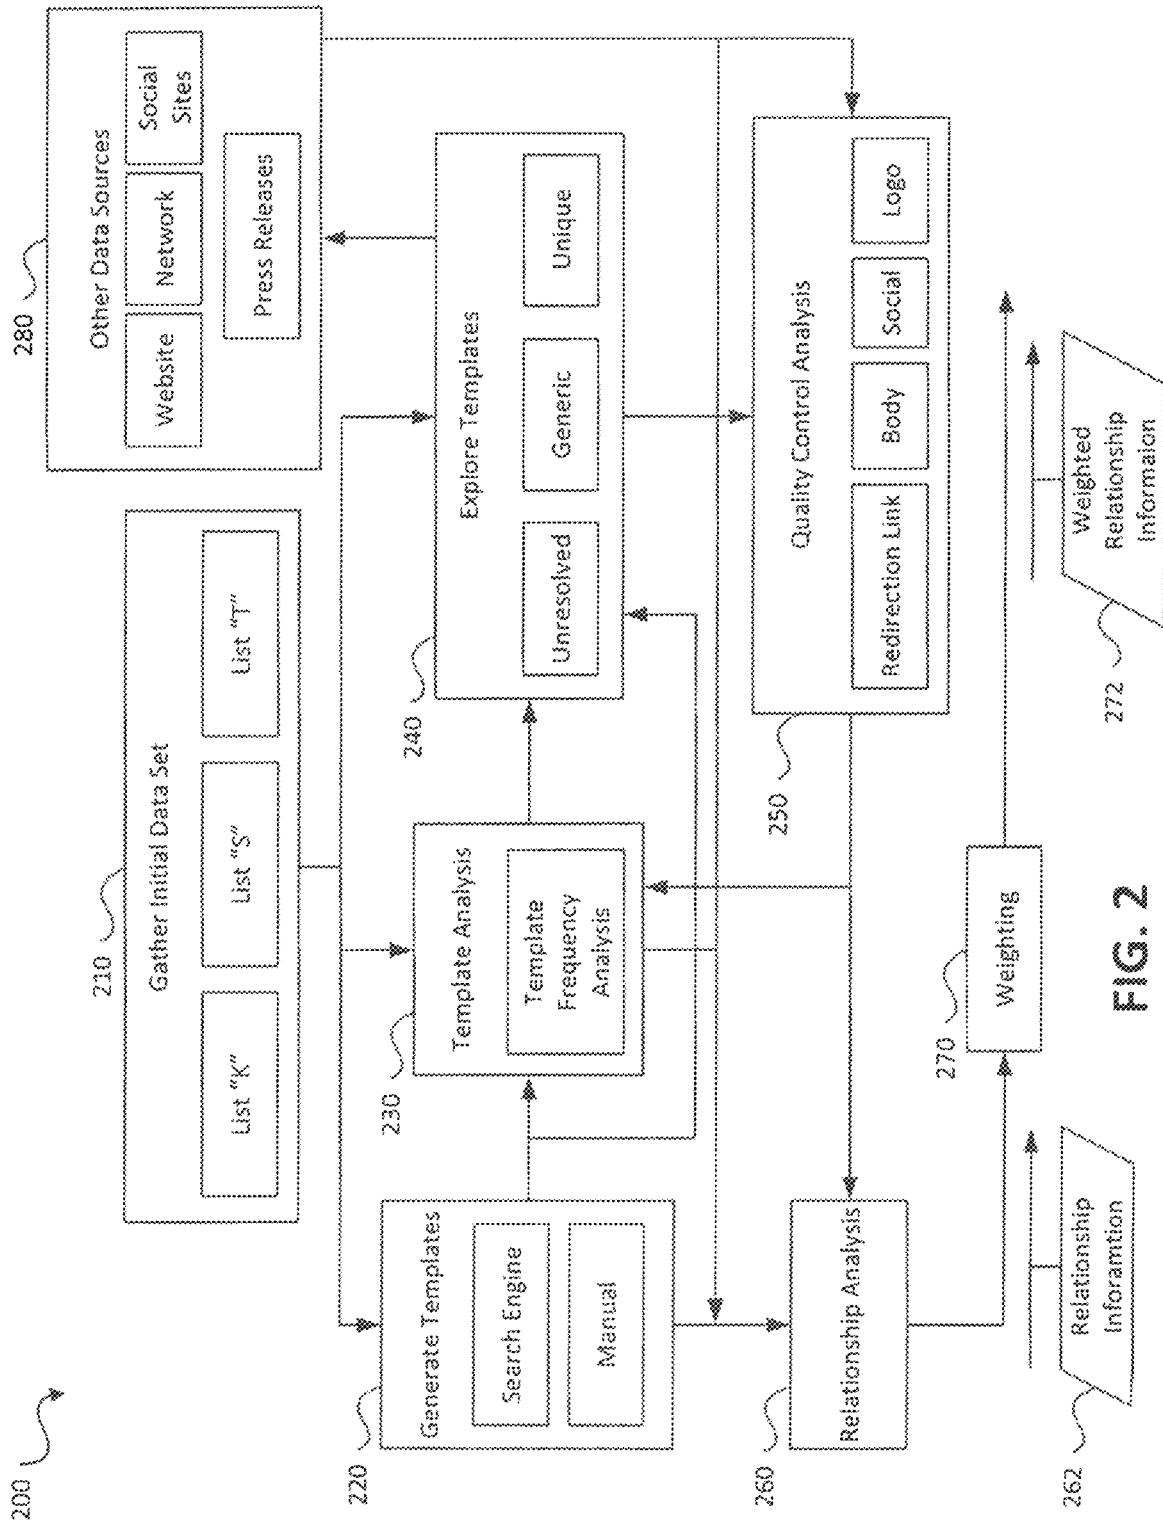 200
210
Gather Initial Data Set
List "K"
List "S"
List "T"
280
Other Data Sources
Website
Network
Social
Sites
Press Releases
220
Generate Templates
Search Engine
Manual
230
Template Analysis
Template
Frequency
Analysis
240
Explore Templates
Unresolved
Generic
Unique
260
Relationship Analysis
250
Quality Control Analysis
Redirection Link
Body
Social
Logo
270
Weighting
262
Relationship
Inforamtion
272
Weighted
Relationship
Informaion
FIG. 2